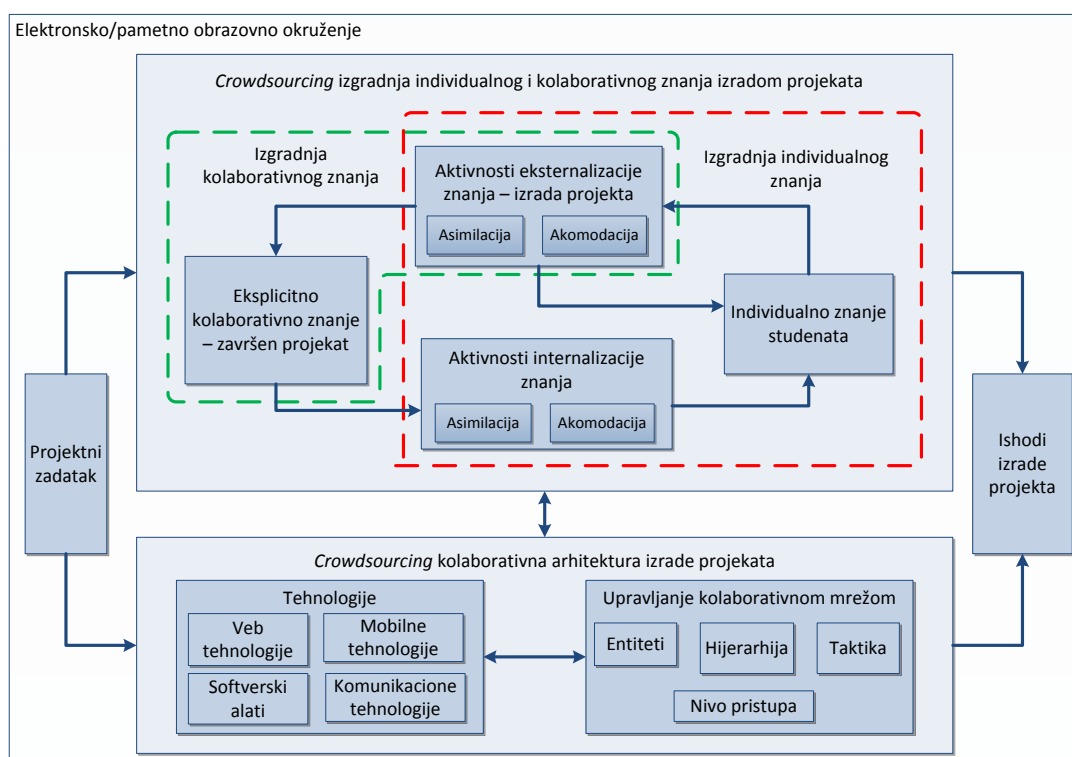 Elektronsko/pametno obrazovno okruženje
Crowdsourcing izgradnja individualnog i kolaborativnog znanja izradom projekata
Izgradnja
kolaborativnog znanja
Aktivnosti eksternalizacije
znanja – izrada projekta
Asimilacija
Akomodacija
Izgradnja individualnog
znanja
Eksplicitno
kolaborativno znanje
– završen projekat
Individualno znanje
studenata
Aktivnosti internalizacije
znanja
Asimilacija
Akomodacija
Projektni
zadatak
Ishodi
izrade
projekta
Crowdsourcing kolaborativna arhitektura izrade projekata
Tehnologije
Veb
tehnologije
Mobilne
tehnologije
Softverski
alati
Komunikacione
tehnologije
Upravljanje kolaborativnom mrežom
Entiteti
Hijerarhija
Taktika
Nivo pristupa